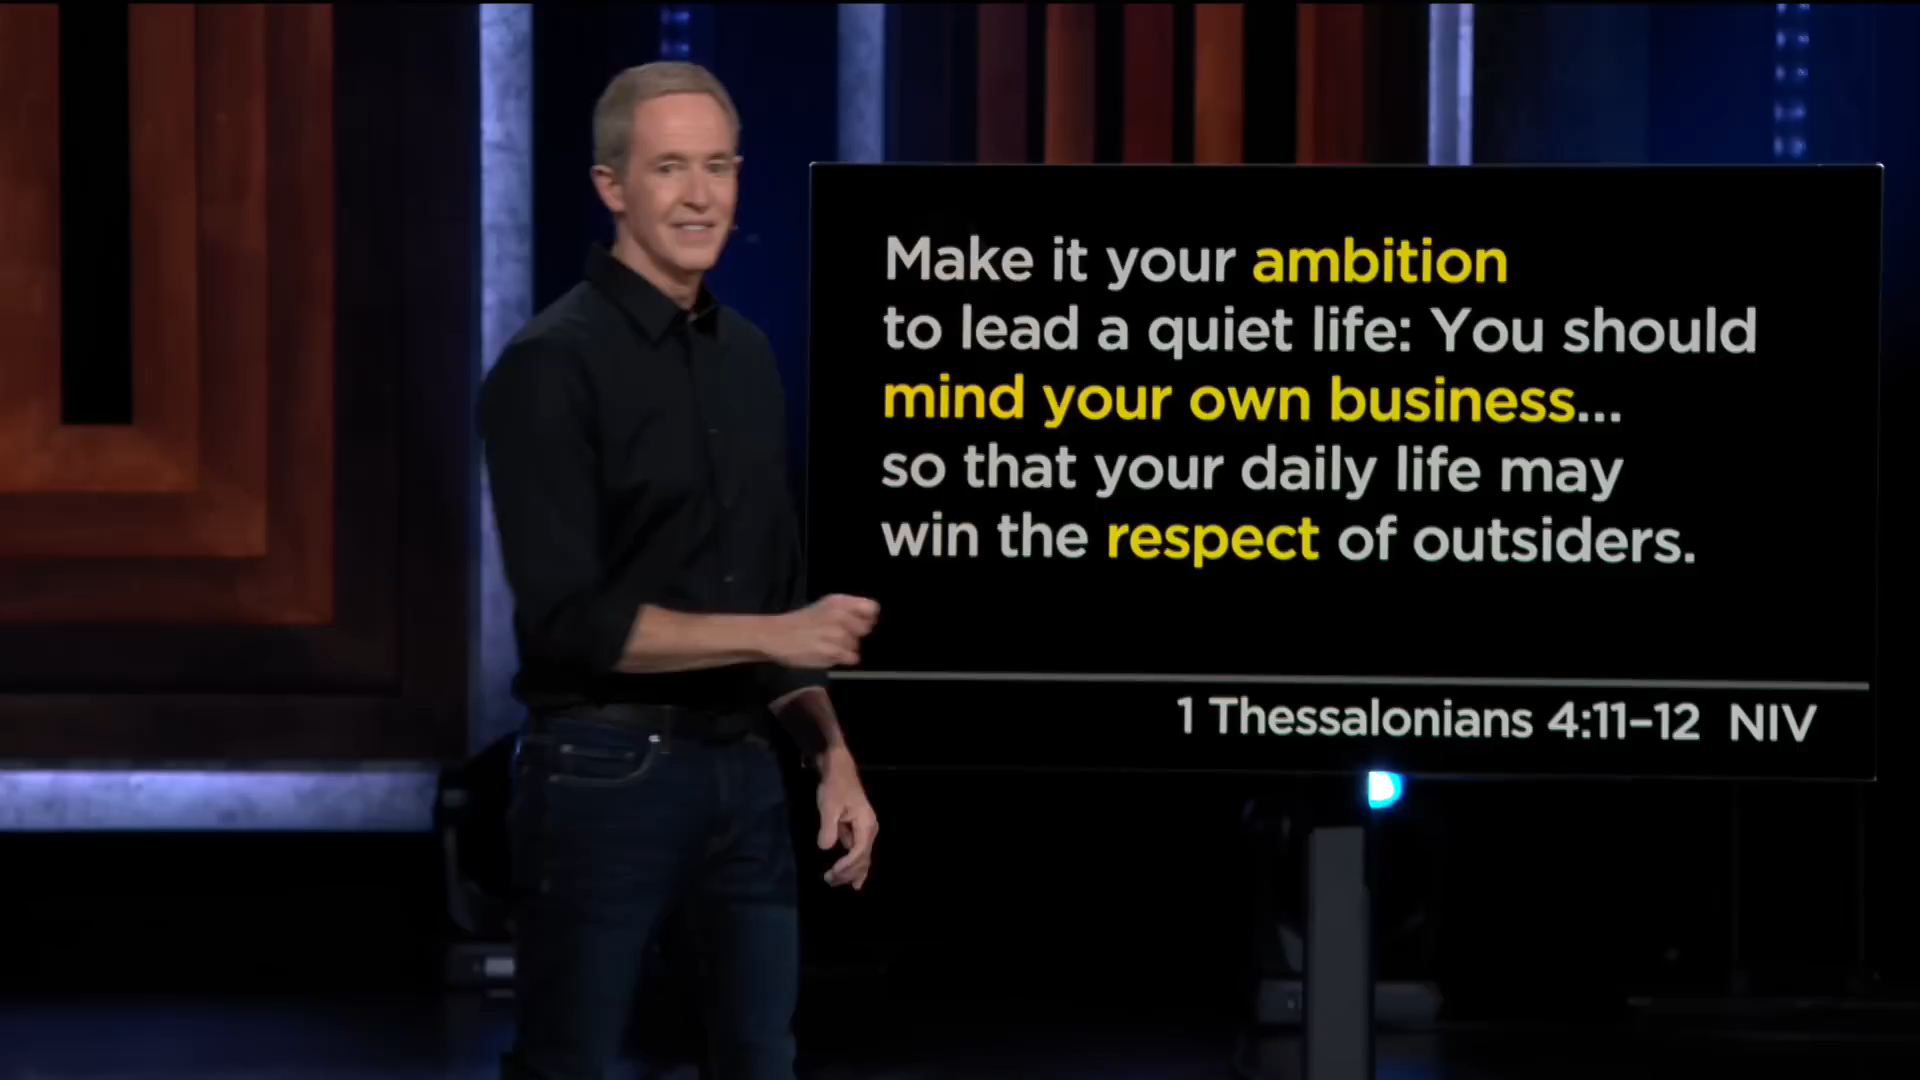 Make it your ambition
to lead a quiet life: You should
mind your own business...
so that your daily life may
win the respect of outsiders.
1 Thessalonians 4:11–12 NIV